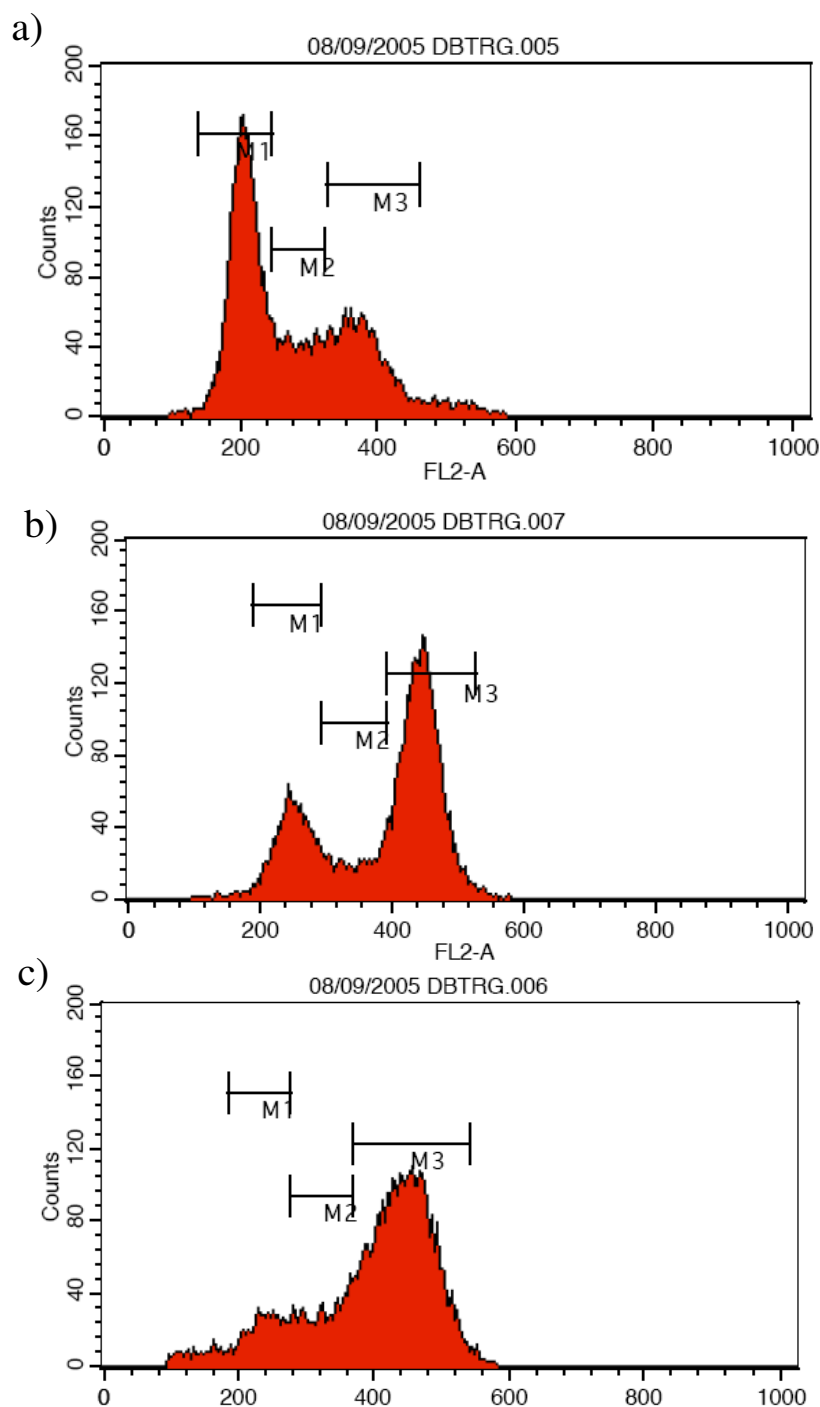 a)
08/09/2005 DBTRG.005
200
160
120
80
40
0
Counts
M1
M3
M2
0 200 400 600 800 1000
FL2-A
b)
08/09/2005 DBTRG.007
200
160
120
80
40
0
Counts
M1
M3
M2
0 200 400 600 800 1000
FL2-A
c)
08/09/2005 DBTRG.006
200
160
120
80
40
0
Counts
M1
M3
M2
0 200 400 600 800 1000